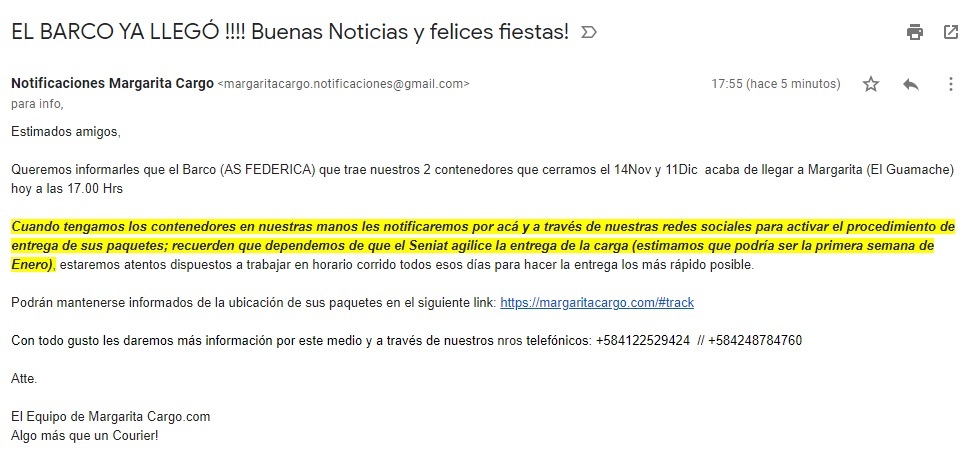 EL BARCO YA LLEGÓ !!!! Buenas Noticias y felices fiestas!
Notificaciones Margarita Cargo <margaritacargo.notificaciones@gmail.com>
17:55 (hace 5 minutos)
para info,
Estimados amigos,
Queremos informarles que el Barco (AS FEDERICA) que trae nuestros 2 contenedores que cerramos el 14Nov y 11Dic acaba de llegar a Margarita (El Guamache)
hoy a las 17.00 Hrs
Cuando tengamos los contenedores en nuestras manos les notificaremos por acá y a través de nuestras redes sociales para activar el procedimiento de
entrega de sus paquetes; recuerden que dependemos de que el Seniat agilice la entrega de la carga (estimamos que podría ser la primera semana de
Enero), estaremos atentos dispuestos a trabajar en horario corrido todos esos días para hacer la entrega los más rápido posible.
Podrán mantenerse informados de la ubicación de sus paquetes en el siguiente link: https://margaritacargo.com/#track
Con todo gusto les daremos más información por este medio y a través de nuestros nros telefónicos: +584122529424 // +584248784760
Atte.
El Equipo de Margarita Cargo.com
Algo más que un Courier!